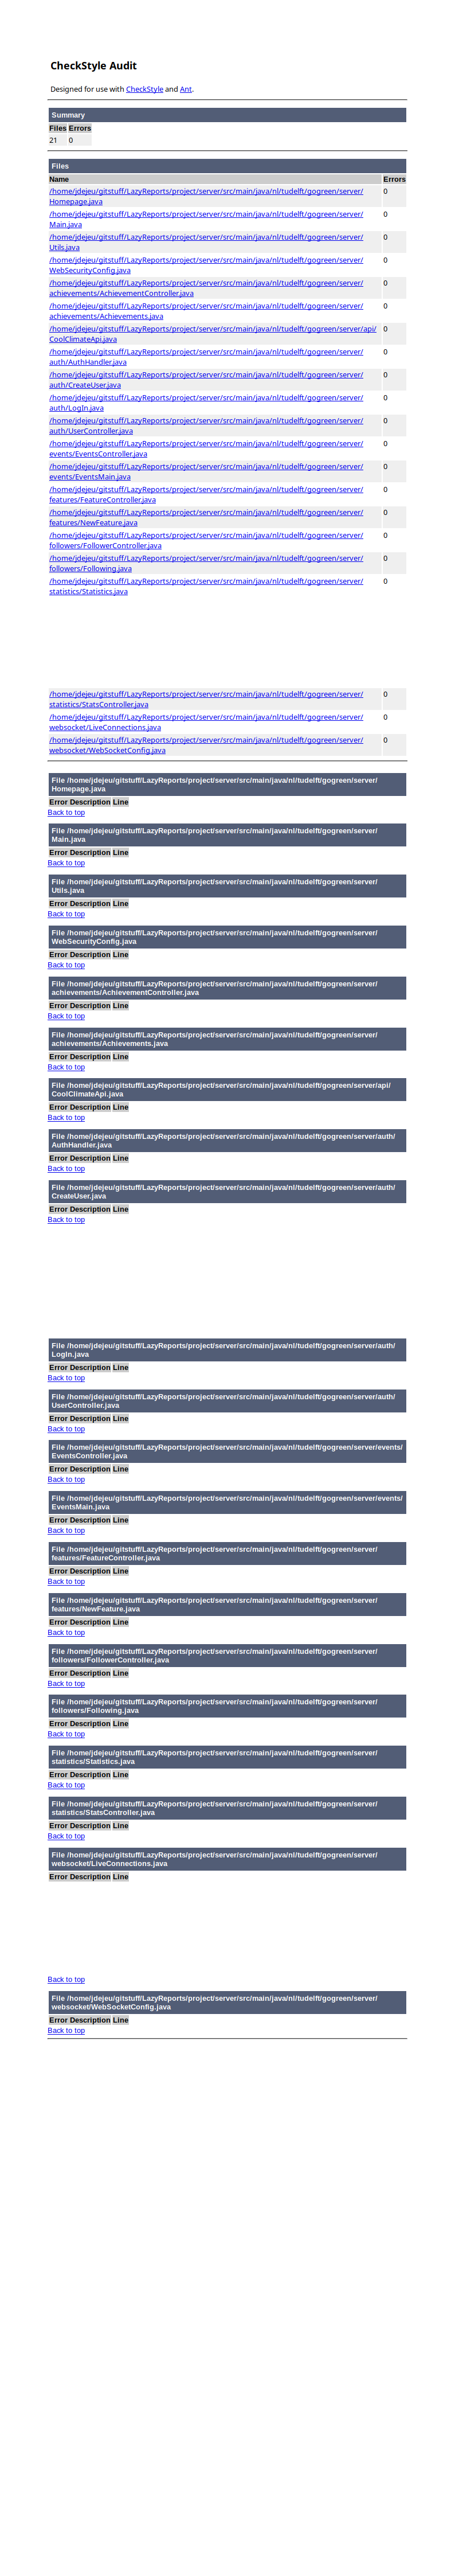 CheckStyle Audit
Designed for use with CheckStyle and Ant.
Summary
Files Errors
21 0
Files
Name Errors
/home/jdejeu/gitstuff/LazyReports/project/server/src/main/java/nl/tudelft/gogreen/server/ 0
Homepage.java
/home/jdejeu/gitstuff/LazyReports/project/server/src/main/java/nl/tudelft/gogreen/server/ 0
Main.java
/home/jdejeu/gitstuff/LazyReports/project/server/src/main/java/nl/tudelft/gogreen/server/ 0
Utils.java
/home/jdejeu/gitstuff/LazyReports/project/server/src/main/java/nl/tudelft/gogreen/server/ 0
WebSecurityConfig.java
/home/jdejeu/gitstuff/LazyReports/project/server/src/main/java/nl/tudelft/gogreen/server/ 0
achievements/AchievementController.java
/home/jdejeu/gitstuff/LazyReports/project/server/src/main/java/nl/tudelft/gogreen/server/ 0
achievements/Achievements.java
/home/jdejeu/gitstuff/LazyReports/project/server/src/main/java/nl/tudelft/gogreen/server/api/ 0
CoolClimateApi.java
/home/jdejeu/gitstuff/LazyReports/project/server/src/main/java/nl/tudelft/gogreen/server/ 0
auth/AuthHandler.java
/home/jdejeu/gitstuff/LazyReports/project/server/src/main/java/nl/tudelft/gogreen/server/ 0
auth/CreateUser.java
/home/jdejeu/gitstuff/LazyReports/project/server/src/main/java/nl/tudelft/gogreen/server/ 0
auth/LogIn.java
/home/jdejeu/gitstuff/LazyReports/project/server/src/main/java/nl/tudelft/gogreen/server/ 0
auth/UserController.java
/home/jdejeu/gitstuff/LazyReports/project/server/src/main/java/nl/tudelft/gogreen/server/ 0
events/EventsController.java
/home/jdejeu/gitstuff/LazyReports/project/server/src/main/java/nl/tudelft/gogreen/server/ 0
events/EventsMain.java
/home/jdejeu/gitstuff/LazyReports/project/server/src/main/java/nl/tudelft/gogreen/server/ 0
features/FeatureController.java
/home/jdejeu/gitstuff/LazyReports/project/server/src/main/java/nl/tudelft/gogreen/server/ 0
features/NewFeature.java
/home/jdejeu/gitstuff/LazyReports/project/server/src/main/java/nl/tudelft/gogreen/server/ 0
followers/FollowerController.java
/home/jdejeu/gitstuff/LazyReports/project/server/src/main/java/nl/tudelft/gogreen/server/ 0
followers/Following.java
/home/jdejeu/gitstuff/LazyReports/project/server/src/main/java/nl/tudelft/gogreen/server/ 0
statistics/Statistics.java
/home/jdejeu/gitstuff/LazyReports/project/server/src/main/java/nl/tudelft/gogreen/server/ 0
statistics/StatsController.java
/home/jdejeu/gitstuff/LazyReports/project/server/src/main/java/nl/tudelft/gogreen/server/ 0
websocket/LiveConnections.java
/home/jdejeu/gitstuff/LazyReports/project/server/src/main/java/nl/tudelft/gogreen/server/ 0
websocket/WebSocketConfig.java
File /home/jdejeu/gitstuff/LazyReports/project/server/src/main/java/nl/tudelft/gogreen/server/
Homepage.java
Error Description Line
Back to top
File /home/jdejeu/gitstuff/LazyReports/project/server/src/main/java/nl/tudelft/gogreen/server/
Main.java
Error Description Line
Back to top
File /home/jdejeu/gitstuff/LazyReports/project/server/src/main/java/nl/tudelft/gogreen/server/
Utils.java
Error Description Line
Back to top
File /home/jdejeu/gitstuff/LazyReports/project/server/src/main/java/nl/tudelft/gogreen/server/
WebSecurityConfig.java
Error Description Line
Back to top
File /home/jdejeu/gitstuff/LazyReports/project/server/src/main/java/nl/tudelft/gogreen/server/
achievements/AchievementController.java
Error Description Line
Back to top
File /home/jdejeu/gitstuff/LazyReports/project/server/src/main/java/nl/tudelft/gogreen/server/
achievements/Achievements.java
Error Description Line
Back to top
File /home/jdejeu/gitstuff/LazyReports/project/server/src/main/java/nl/tudelft/gogreen/server/api/
CoolClimateApi.java
Error Description Line
Back to top
File /home/jdejeu/gitstuff/LazyReports/project/server/src/main/java/nl/tudelft/gogreen/server/auth/
AuthHandler.java
Error Description Line
Back to top
File /home/jdejeu/gitstuff/LazyReports/project/server/src/main/java/nl/tudelft/gogreen/server/auth/
CreateUser.java
Error Description Line
Back to top
File /home/jdejeu/gitstuff/LazyReports/project/server/src/main/java/nl/tudelft/gogreen/server/auth/
LogIn.java
Error Description Line
Back to top
File /home/jdejeu/gitstuff/LazyReports/project/server/src/main/java/nl/tudelft/gogreen/server/auth/
UserController.java
Error Description Line
Back to top
File /home/jdejeu/gitstuff/LazyReports/project/server/src/main/java/nl/tudelft/gogreen/server/events/
EventsController.java
Error Description Line
Back to top
File /home/jdejeu/gitstuff/LazyReports/project/server/src/main/java/nl/tudelft/gogreen/server/events/
EventsMain.java
Error Description Line
Back to top
File /home/jdejeu/gitstuff/LazyReports/project/server/src/main/java/nl/tudelft/gogreen/server/
features/FeatureController.java
Error Description Line
Back to top
File /home/jdejeu/gitstuff/LazyReports/project/server/src/main/java/nl/tudelft/gogreen/server/
features/NewFeature.java
Error Description Line
Back to top
File /home/jdejeu/gitstuff/LazyReports/project/server/src/main/java/nl/tudelft/gogreen/server/
followers/FollowerController.java
Error Description Line
Back to top
File /home/jdejeu/gitstuff/LazyReports/project/server/src/main/java/nl/tudelft/gogreen/server/
followers/Following.java
Error Description Line
Back to top
File /home/jdejeu/gitstuff/LazyReports/project/server/src/main/java/nl/tudelft/gogreen/server/
statistics/Statistics.java
Error Description Line
Back to top
File /home/jdejeu/gitstuff/LazyReports/project/server/src/main/java/nl/tudelft/gogreen/server/
statistics/StatsController.java
Error Description Line
Back to top
File /home/jdejeu/gitstuff/LazyReports/project/server/src/main/java/nl/tudelft/gogreen/server/
websocket/LiveConnections.java
Error Description Line
Back to top
File /home/jdejeu/gitstuff/LazyReports/project/server/src/main/java/nl/tudelft/gogreen/server/
websocket/WebSocketConfig.java
Error Description Line
Back to top